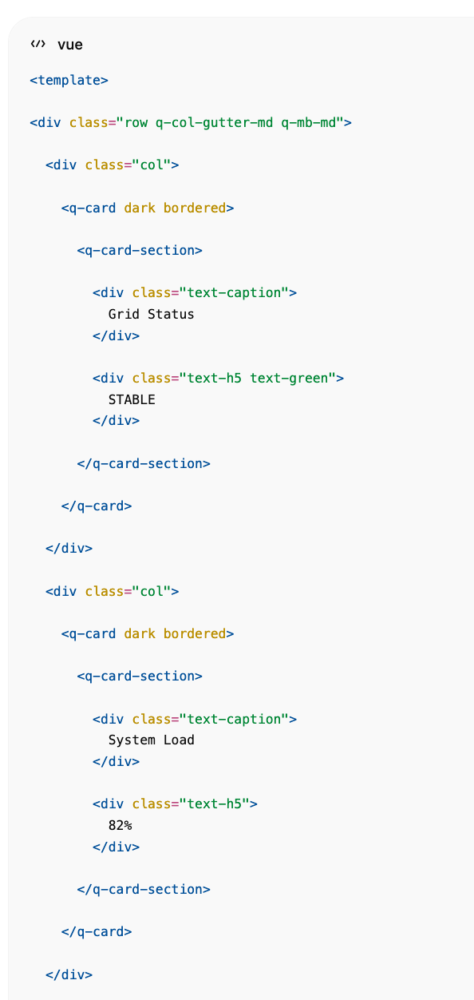 vue
<template>
<div class="row q-col-gutter-md q-mb-md">
<div class="col">
<q-card dark bordered>
<q-card-section>
<div class="text-caption">
Grid Status
</div>
<div class="text-h5 text-green">
STABLE
</div>
</q-card-section>
</q-card>
</div>
<div class="col">
<q-card dark bordered>
<q-card-section>
<div class="text-caption">
System Load
</div>
<div class="text-h5">
82%
</div>
</q-card-section>
</q-card>
</div>